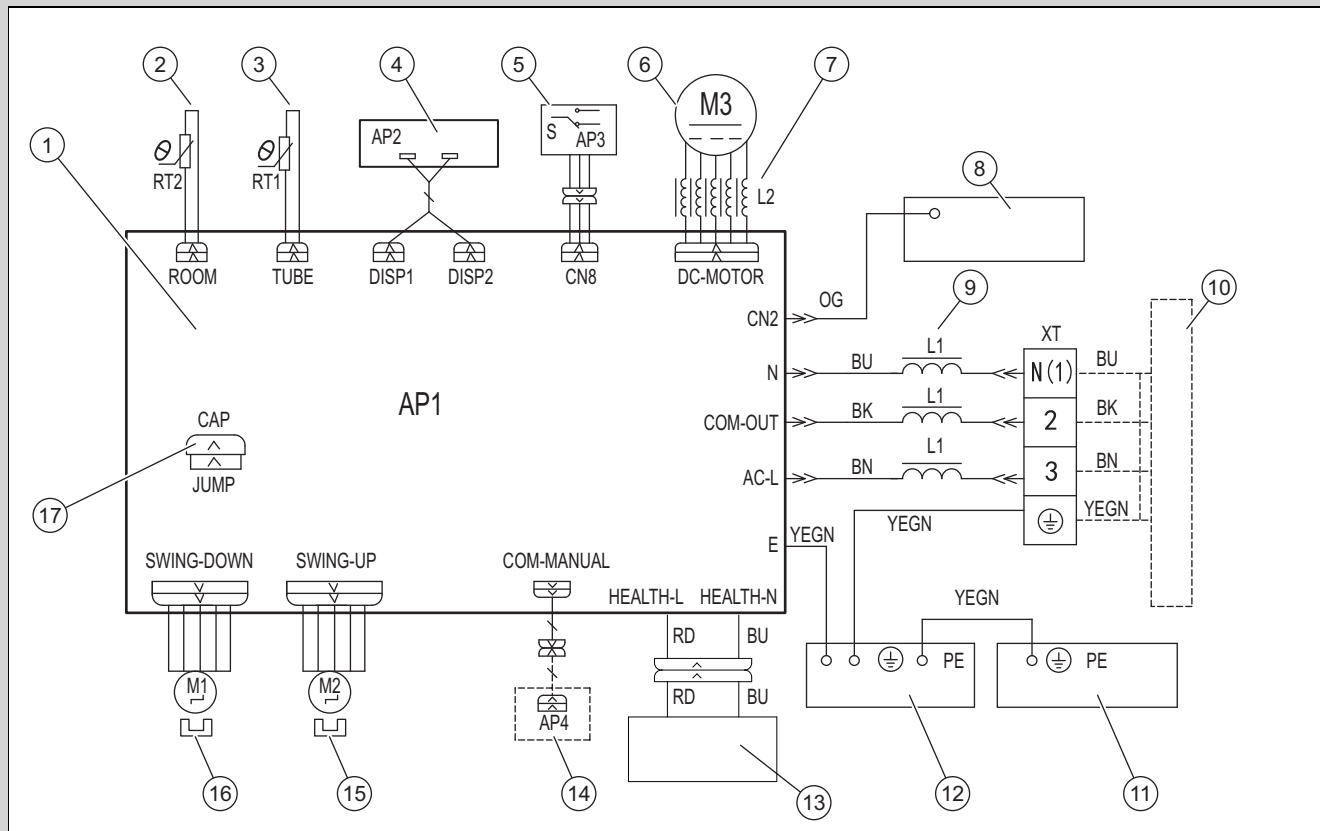 2
3
4
5
6
7
M3
AP2
S
AP3
1
RT2
RT1
L2
8
ROOM
TUBE
DISP1
DISP2
CN8
DC-MOTOR
9
10
OG
CN2
XT
L1
BU
N
N(1)
BU
AP1
L1
BK
COM-OUT
2
BK
CAP
L1
BN
AC-L
3
BN
JUMP
17
YEGN
YEGN
YEGN
E
SWING-DOWN
SWING-UP
COM-MANUAL
HEALTH-L
HEALTH-N
YEGN
RD
BU
PE
PE
M1
M2
RD
BU
AP4
16
15
14
13
12
11